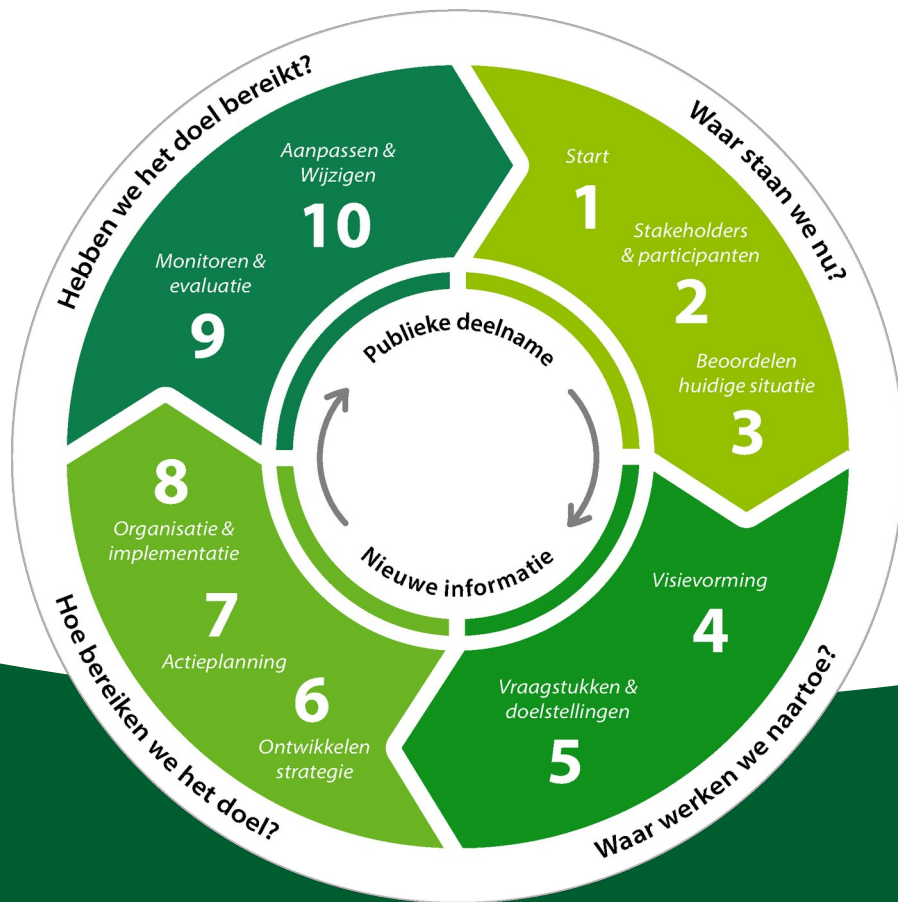 Waar staan we nu?
Start
1
Stakeholders
& participanten
2
Beoordelen
huidige situatie
3
Waar werken we naartoe?
Visievorming
4
Vraagstukken &
doelstellingen
5
Hoe bereiken we het doel?
6
Ontwikkelen
strategie
7
Actieplanning
8
Organisatie &
implementatie
Hebben we het doel bereikt?
Monitoren &
evaluatie
9
Aanpassen &
Wijzigen
10
Publieke deelname
Nieuwe informatie